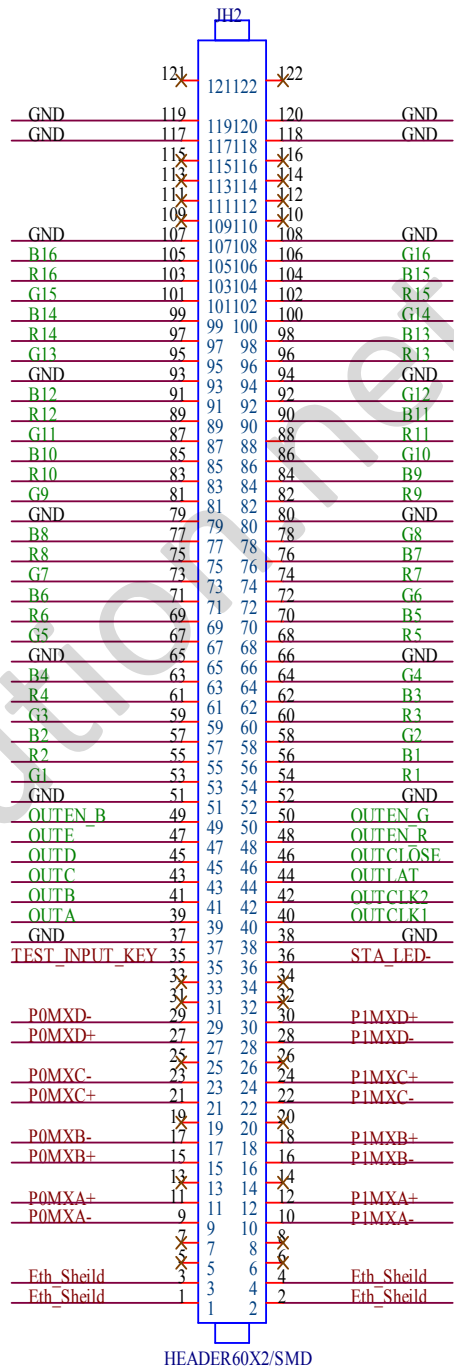 JH2
121 121122 122
GND 119 119120 120 GND
GND 117 117118 118 GND
115 115116 116
113 113114 114
111 111112 112
109 109110 110
GND 107 107108 108 GND
B16 105 105106 106 G16
R16 103 103104 104 B15
G15 101 101102 102 R15
B14 99 99 100 100 G14
R14 97 97 98 98 B13
G13 95 95 96 96 R13
GND 93 93 94 94 GND
B12 91 91 92 92 G12
R12 89 89 90 90 B11
G11 87 87 88 88 R11
B10 85 85 86 86 G10
R10 83 83 84 84 B9
G9 81 81 82 82 R9
GND 79 79 80 80 GND
B8 77 77 78 78 G8
R8 75 75 76 76 B7
G7 73 73 74 74 R7
B6 71 71 72 72 G6
R6 69 69 70 70 B5
G5 67 67 68 68 R5
GND 65 65 66 66 GND
B4 63 63 64 64 G4
R4 61 61 62 62 B3
G3 59 59 60 60 R3
B2 57 57 58 58 G2
R2 55 55 56 56 B1
G1 53 53 54 54 R1
GND 51 51 52 52 GND
OUTEN_B 49 49 50 50 OUTEN_G
OUTE 47 47 48 48 OUTEN_R
OUTD 45 45 46 46 OUTCLOSE
OUTC 43 43 44 44 OUTLAT
OUTB 41 41 42 42 OUTCLK2
OUTA 39 39 40 40 OUTCLK1
GND 37 37 38 38 GND
TEST_INPUT_KEY 35 35 36 36 STA_LED-
33 33 34 34
31 31 32 32
P0MXD- 29 29 30 30 P1MXD+
P0MXD+ 27 27 28 28 P1MXD-
25 25 26 26
P0MXC- 23 23 24 24 P1MXC+
P0MXC+ 21 21 22 22 P1MXC-
19 19 20 20
P0MXB- 17 17 18 18 P1MXB+
P0MXB+ 15 15 16 16 P1MXB-
13 13 14 14
P0MXA+ 11 11 12 12 P1MXA+
P0MXA- 9 9 10 10 P1MXA-
7 7 8 8
5 5 6 6
Eth_Sheild 3 3 4 4 Eth_Sheild
Eth_Sheild 1 1 2 2 Eth_Sheild
HEADER60X2/SMD
ution.net